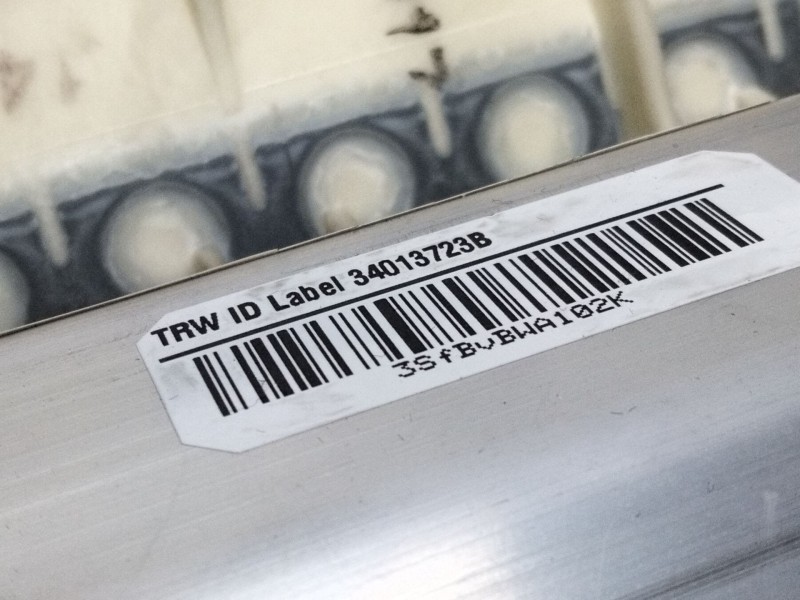 TRW ID Label 34013723B
3SfBvBWA102K